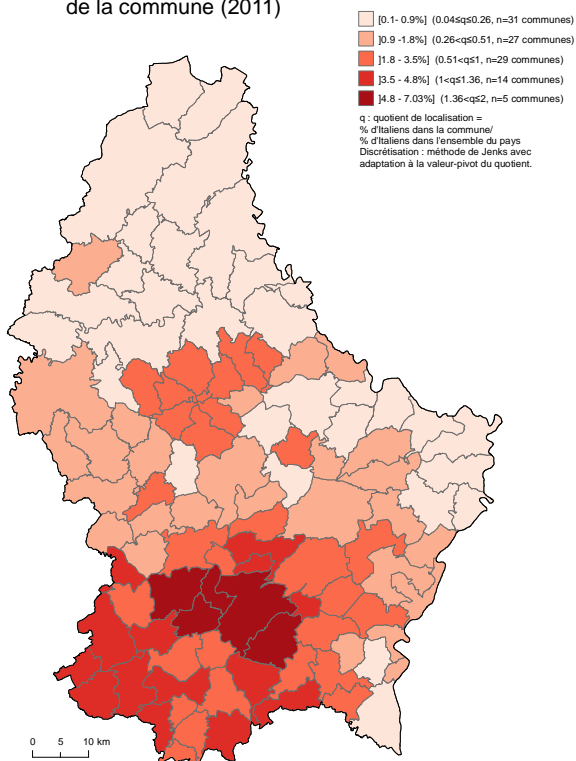 de la commune (2011)
[0.1- 0.9%] (0.04≤q≤0.26, n=31 communes)
]0.9 -1.8%] (0.26<q≤0.51, n=27 communes)
]1.8 - 3.5%] (0.51<q≤1, n=29 communes)
]3.5 - 4.8%] (1<q≤1.36, n=14 communes)
]4.8 - 7.03%] (1.36<q≤2, n=5 communes)
q : quotient de localisation =
% d'Italiens dans la commune/
% d'Italiens dans l'ensemble du pays
Discrétisation : méthode de Jenks avec
adaptation à la valeur-pivot du quotient.
0 5 10 km